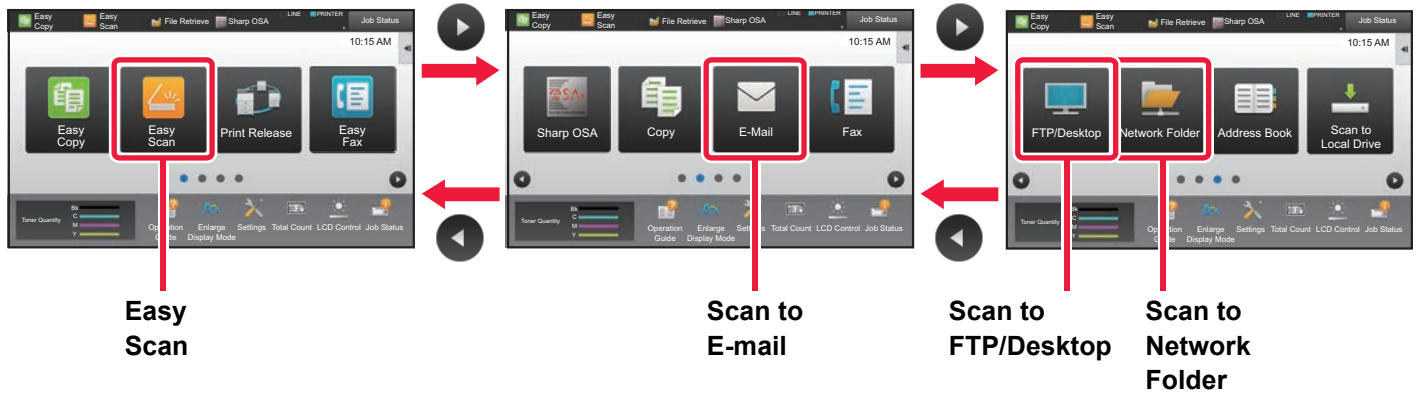 Easy
Copy
Easy
Scan
File Retrieve
Sharp OSA
LINE
PRINTER
Job Status
10:15 AM
Easy
Copy
Easy
Scan
Print Release
Easy
Fax
Toner Quantity
Bk
C
M
Y
Operation
Guide
Enlarge
Display Mode
Settings
Total Count
LCD Control
Job Status
Easy
Copy
Easy
Scan
File Retrieve
Sharp OSA
LINE
PRINTER
Job Status
10:15 AM
Sharp OSA
Copy
E-Mail
Fax
Toner Quantity
Bk
C
M
Y
Operation
Guide
Enlarge
Display Mode
Settings
Total Count
LCD Control
Job Status
Easy
Copy
Easy
Scan
File Retrieve
Sharp OSA
LINE
PRINTER
Job Status
10:15 AM
FTP/Desktop
Network Folder
Address Book
Scan to
Local Drive
Toner Quantity
Bk
C
M
Y
Operation
Guide
Enlarge
Display Mode
Settings
Total Count
LCD Control
Job Status
Easy
Scan
Scan to
E-mail
Scan to
FTP/Desktop
Scan to
Network
Folder